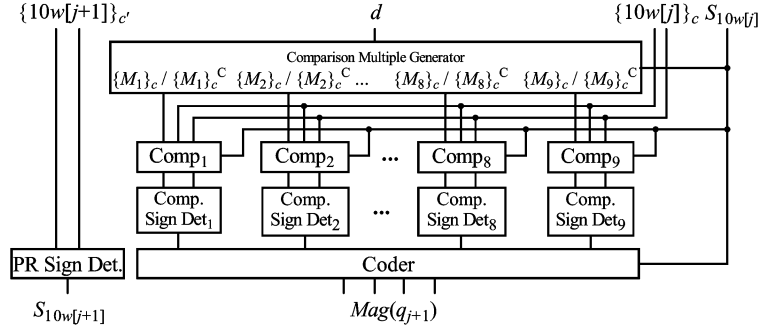 {10w[j+1]}c′ d {10w[j]}c S10w[j]
Comparison Multiple Generator
{M1}c / {M1}cC {M2}c / {M2}cC ... {M8}c / {M8}cC {M9}c / {M9}cC
Comp1 Comp2 ... Comp8 Comp9
Comp. Comp. Comp. Comp.
Sign Det1 Sign Det2 ... Sign Det8 Sign Det9
PR Sign Det. Coder
S10w[j+1] Mag(qj+1)